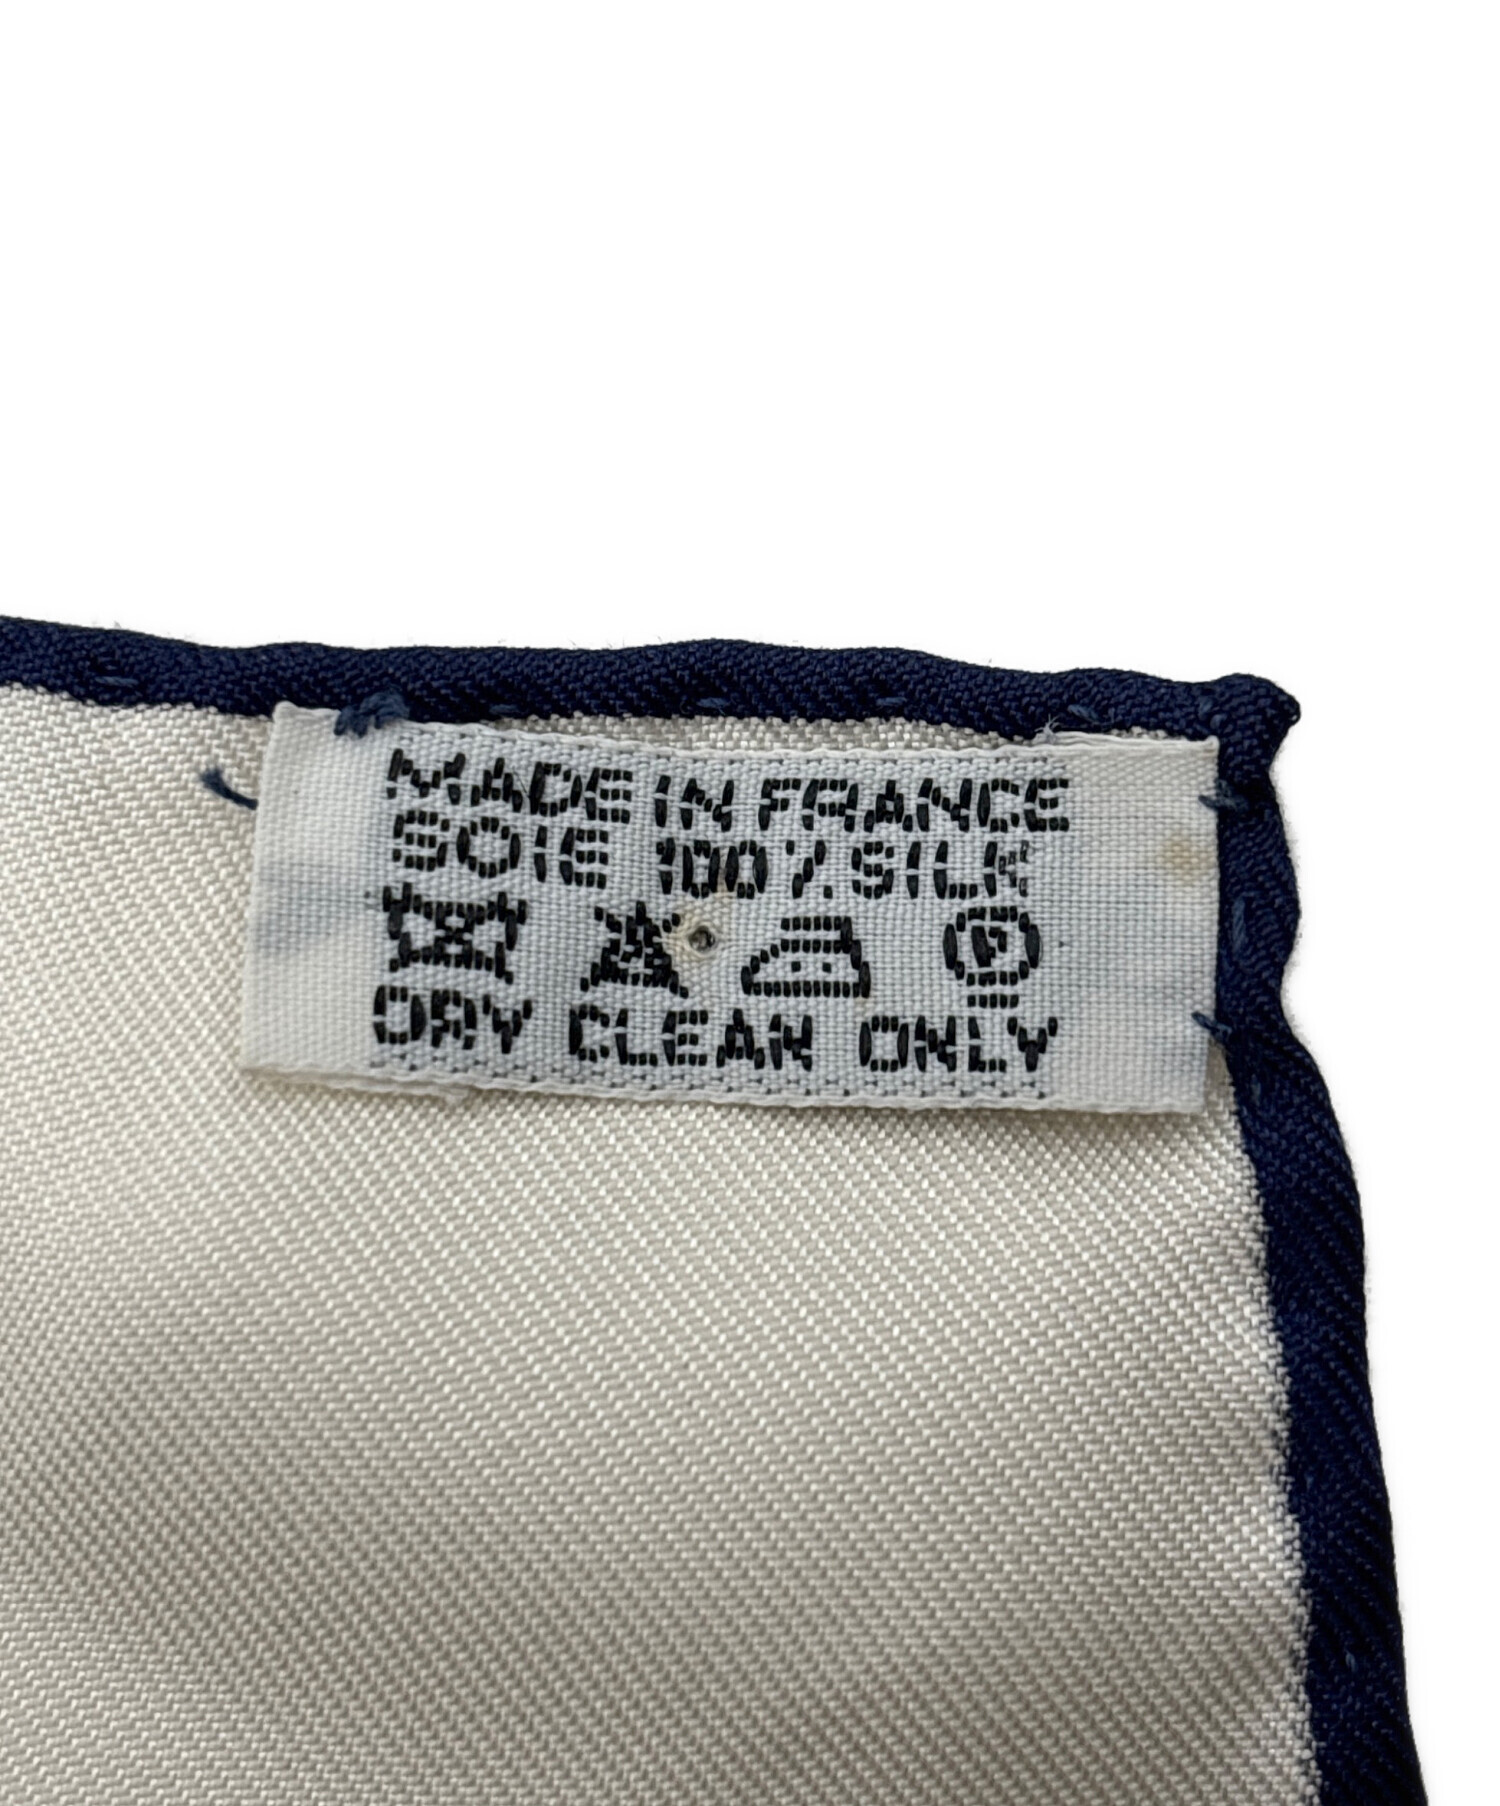 MADE IN FRANCE
SOIE 100% SILK
P
DRY CLEAN ONLY